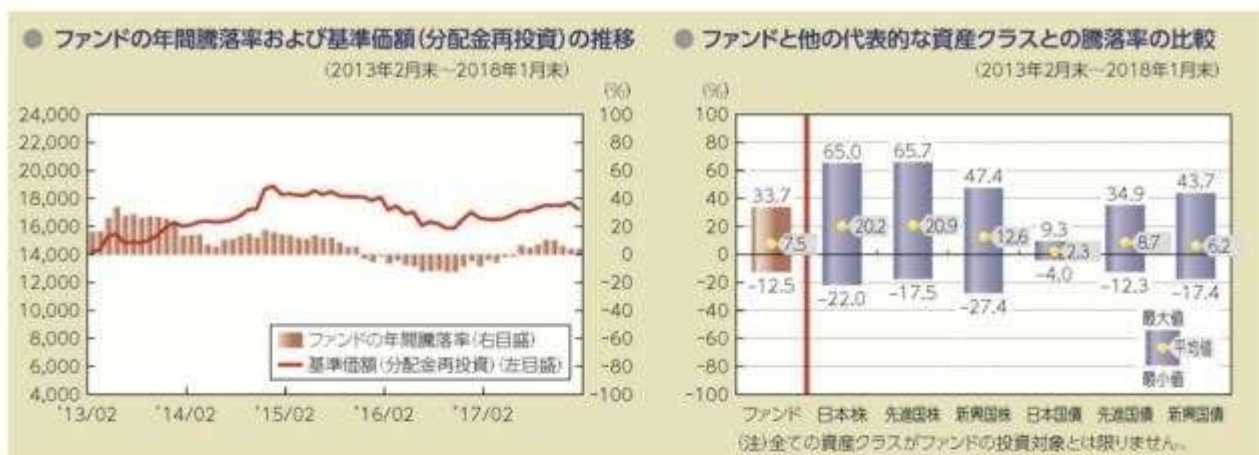 ● ファンドの年間騰落率および基準価額(分配金再投資)の推移
(2013年2月末~2018年1月末)
(%)
24,000
22,000
20,000
18,000
16,000
14,000
12,000
10,000
8,000
6,000
4,000
100
80
60
40
20
0
-20
-40
-60
-80
-100
ファンドの年間騰落率(右目盛)
基準価額(分配金再投資)(左目盛)
'13/02 '14/02 '15/02 '16/02 '17/02
● ファンドと他の代表的な資産クラスとの騰落率の比較
(2013年2月末~2018年1月末)
(%)
100
80
60
40
20
0
-20
-40
-60
-80
-100
33.7 65.0 65.7 47.4 9.3 34.9 43.7
7.5 20.2 20.9 12.6 2.3 8.7 6.2
-12.5 -22.0 -17.5 -27.4 -4.0 -12.3 -17.4
最大値
平均値
最小値
ファンド 日本株 先進国株 新興国株 日本国債 先進国債 新興国債
(注)全ての資産クラスがファンドの投資対象とは限りません。